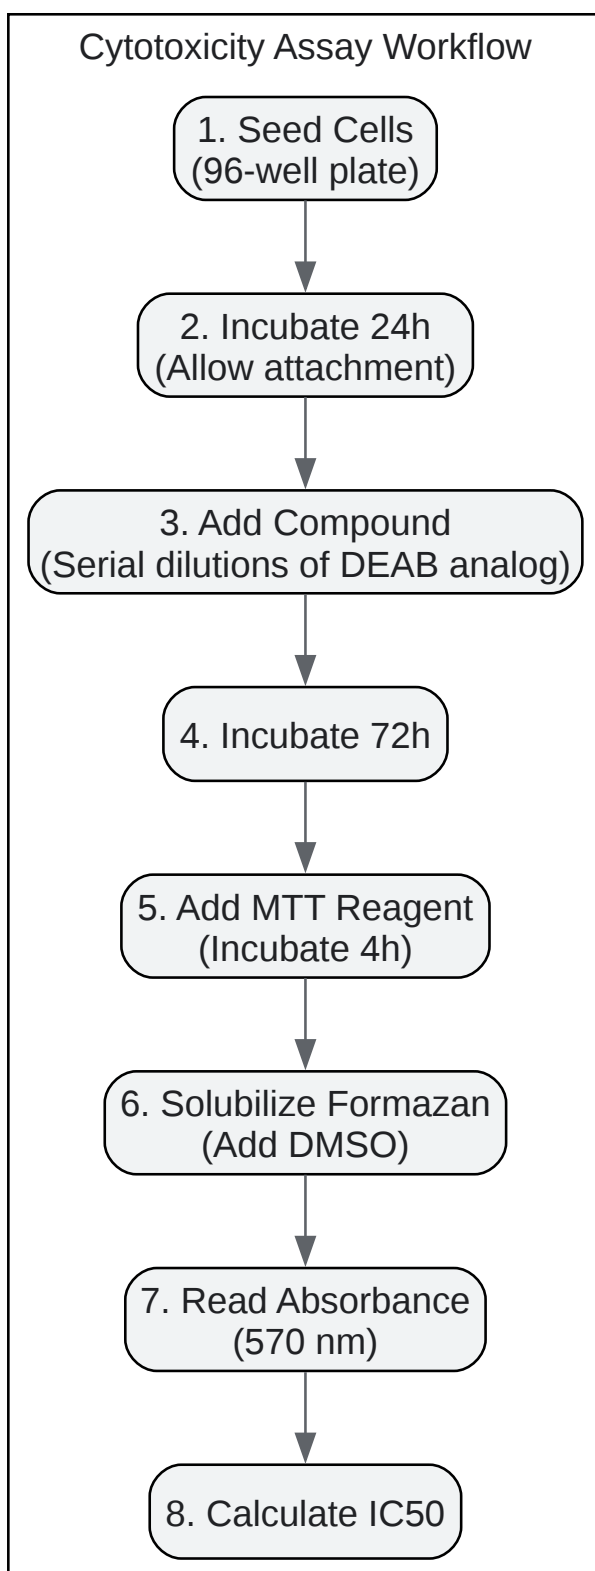 Cytotoxicity Assay Workflow
1. Seed Cells
(96-well plate)
2. Incubate 24h
(Allow attachment)
3. Add Compound
(Serial dilutions of DEAB analog)
4. Incubate 72h
5. Add MTT Reagent
(Incubate 4h)
6. Solubilize Formazan
(Add DMSO)
7. Read Absorbance
(570 nm)
8. Calculate IC50